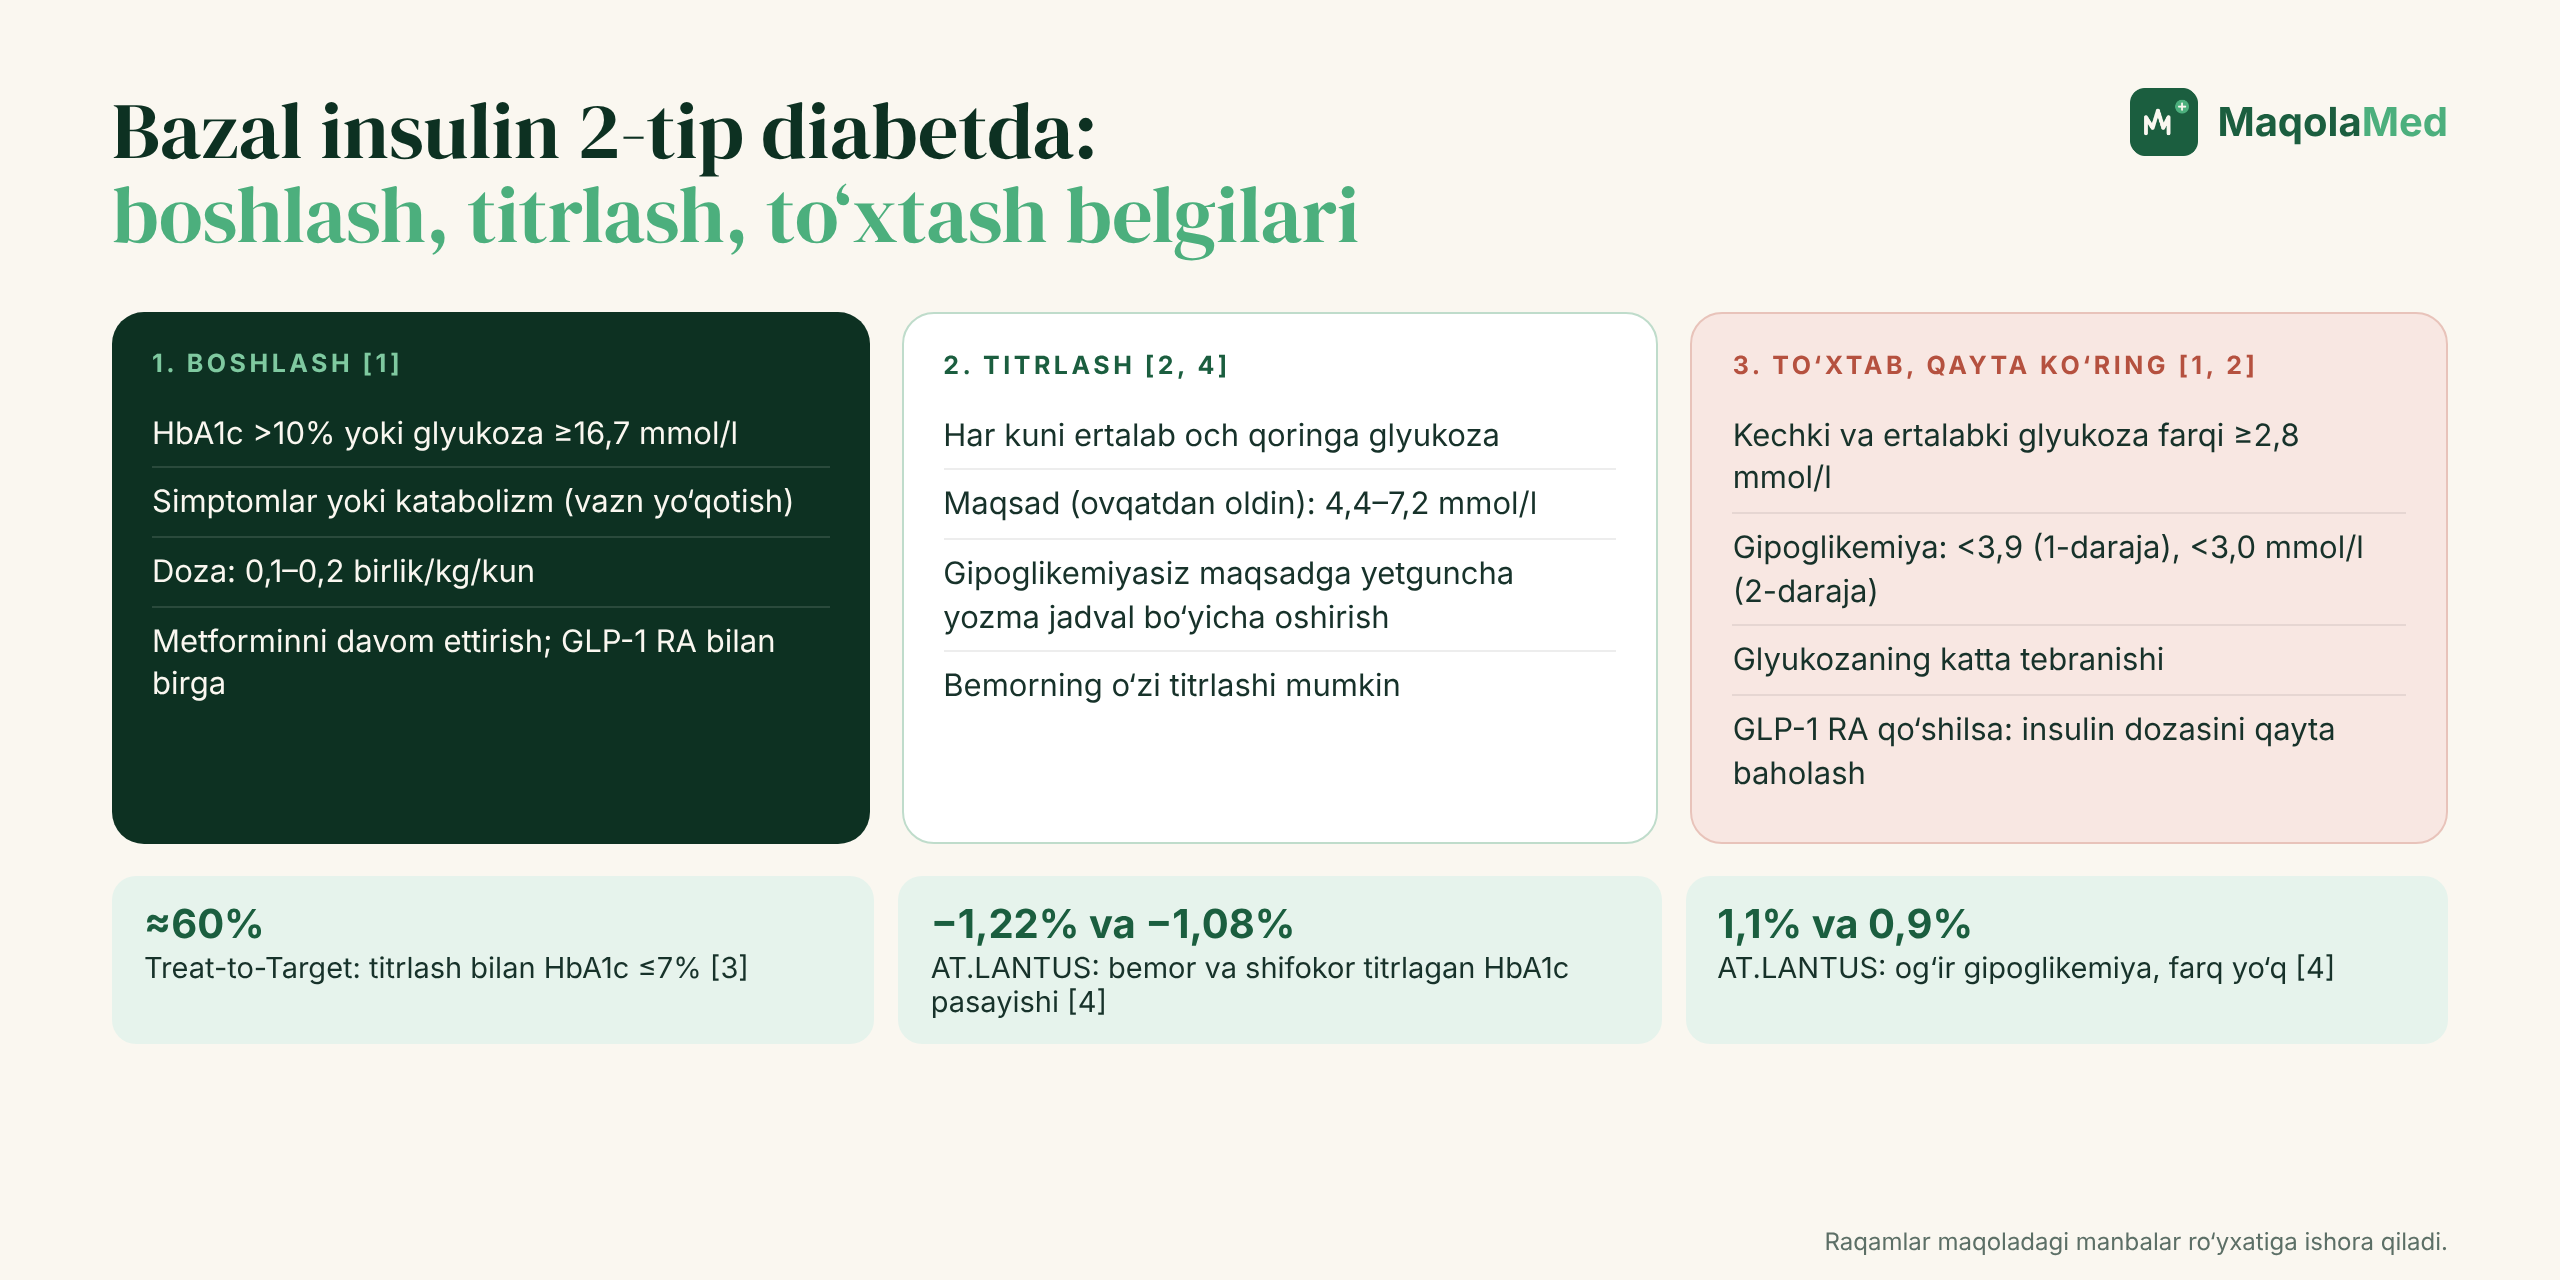 Bazal insulin 2-tip diabetda:
boshlash, titrlash, to‘xtash belgilari
MaqolaMed
1. BOSHLASH [1]
HbA1c >10% yoki glyukoza ≥16,7 mmol/l
Simptomlar yoki katabolizm (vazn yo‘qotish)
Doza: 0,1–0,2 birlik/kg/kun
Metforminni davom ettirish; GLP-1 RA bilan
birga
2. TITRLASH [2, 4]
Har kuni ertalab och qoringa glyukoza
Maqsad (ovqatdan oldin): 4,4–7,2 mmol/l
Gipoglikemiyasiz maqsadga yetguncha
yozma jadval bo‘yicha oshirish
Bemorning o‘zi titrlashi mumkin
3. TO‘XTAB, QAYTA KO‘RING [1, 2]
Kechki va ertalabki glyukoza farqi ≥2,8
mmol/l
Gipoglikemiya: <3,9 (1-daraja), <3,0 mmol/l
(2-daraja)
Glyukozaning katta tebranishi
GLP-1 RA qo‘shilsa: insulin dozasini qayta
baholash
≈60%
Treat-to-Target: titrlash bilan HbA1c ≤7% [3]
−1,22% va −1,08%
AT.LANTUS: bemor va shifokor titrlagan HbA1c
pasayishi [4]
1,1% va 0,9%
AT.LANTUS: og‘ir gipoglikemiya, farq yo‘q [4]
Raqamlar maqoladagi manbalar ro‘yxatiga ishora qiladi.